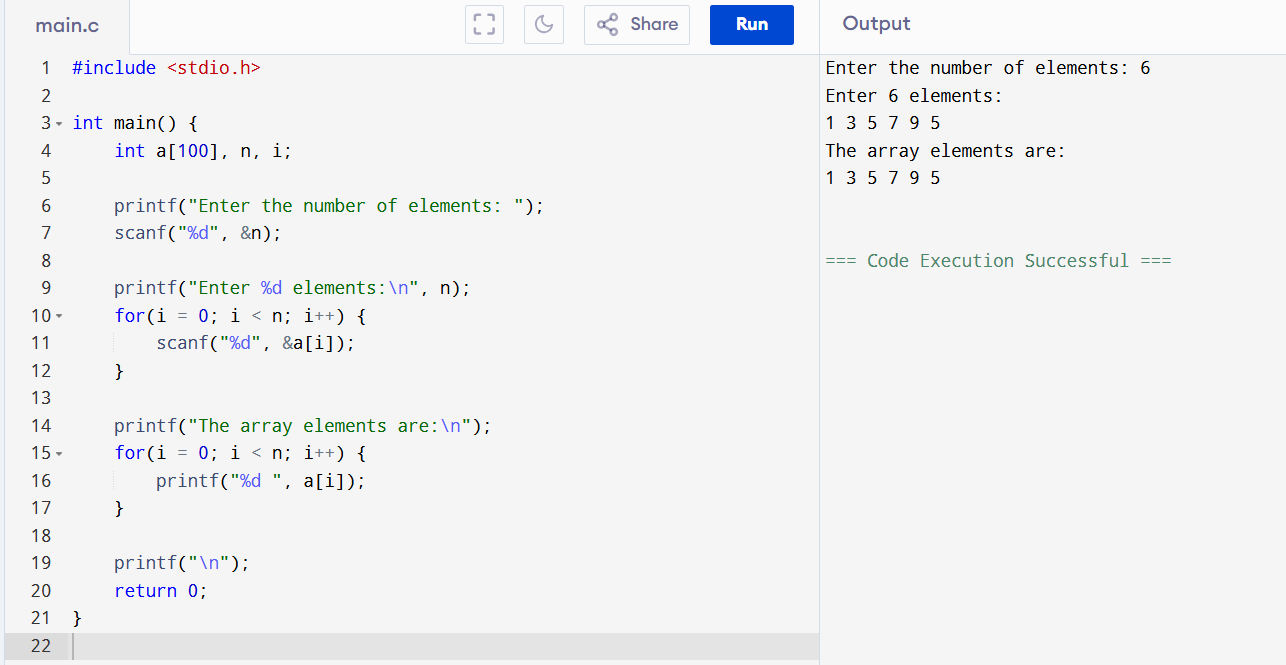 main.c
Share
Run
Output
1 #include <stdio.h>
2
3 int main() {
4     int a[100], n, i;
5
6     printf("Enter the number of elements: ");
7     scanf("%d", &n);
8
9     printf("Enter %d elements:\n", n);
10     for(i = 0; i < n; i++) {
11         scanf("%d", &a[i]);
12     }
13
14     printf("The array elements are:\n");
15     for(i = 0; i < n; i++) {
16         printf("%d ", a[i]);
17     }
18
19     printf("\n");
20     return 0;
21 }
22
Enter the number of elements: 6
Enter 6 elements:
1 3 5 7 9 5
The array elements are:
1 3 5 7 9 5
=== Code Execution Successful ===